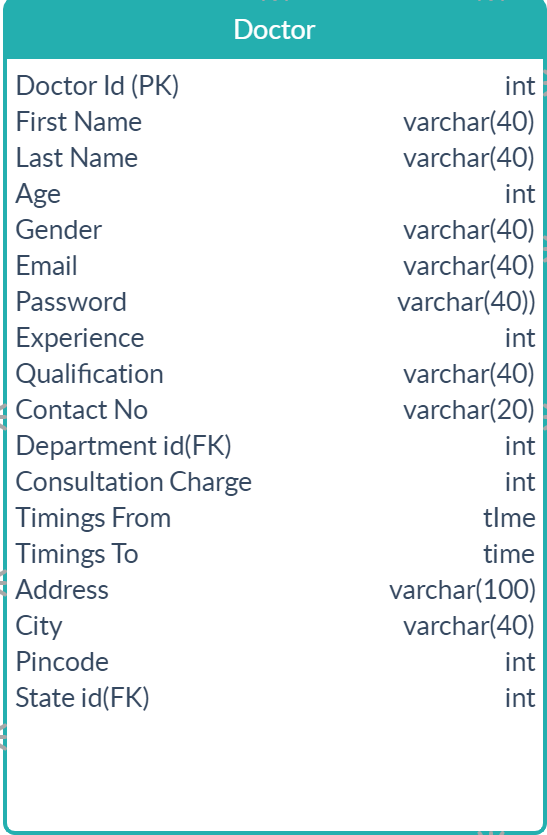 Doctor
Doctor Id (PK) int
First Name varchar(40)
Last Name varchar(40)
Age int
Gender varchar(40)
Email varchar(40)
Password varchar(40))
Experience int
Qualification varchar(40)
Contact No varchar(20)
Department id(FK) int
Consultation Charge int
Timings From tIme
Timings To time
Address varchar(100)
City varchar(40)
Pincode int
State id(FK) int